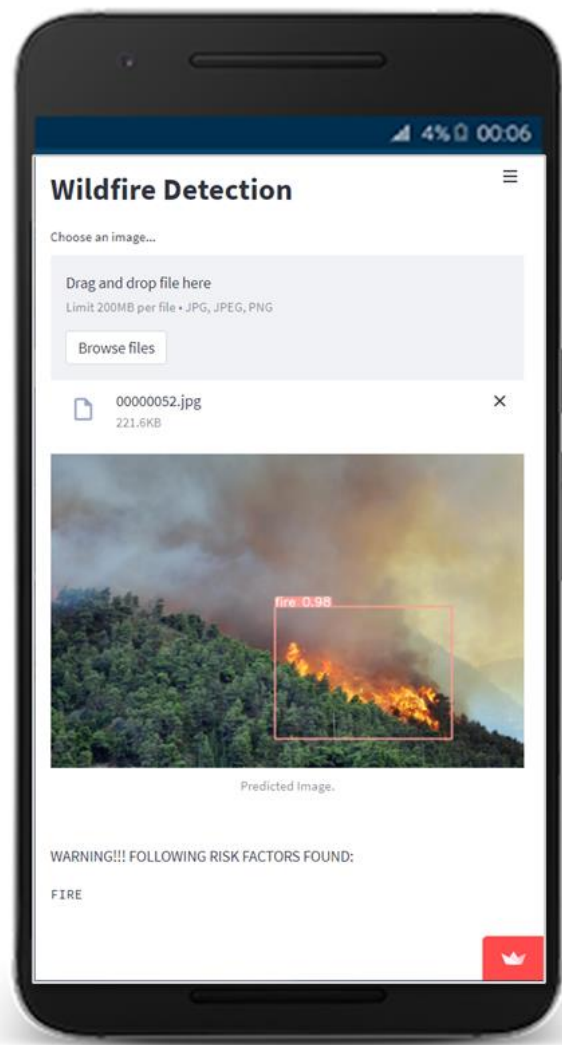 4% 00:06
Wildfire Detection
Choose an image...
Drag and drop file here
Limit 200MB per file • JPG, JPEG, PNG
Browse files
00000052.jpg
221.6KB
fire 0.98
Predicted Image.
WARNING!!! FOLLOWING RISK FACTORS FOUND:
FIRE